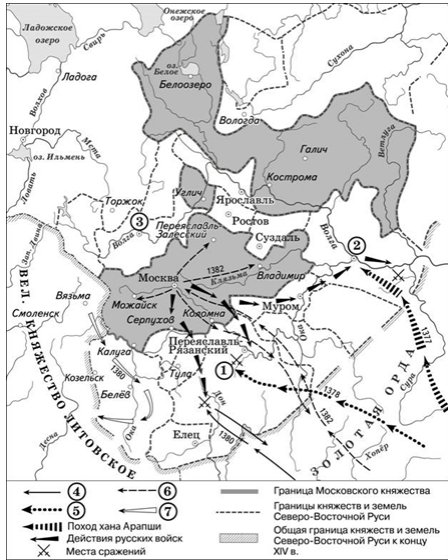 Онежское
озеро
Ладожское
озеро
Свирь
оз.
Белое
Белоозеро
Сухона
Ладога
Волхов
Вологда
Новгород
Мста
оз. Ильмень
Ловать
Галич
Ветлуга
Кострома
Углич
Ярославль
Торжок
3
Волга
Ростов
Переяславль-
Залесский
Суздаль
Волга
2
Зап. Двина
1382
Клязьма
Москва
Владимир
Вязьма
Можайск
Муром
Смоленск
Серпухов
Коломна
Ока
1377
Переяславль
Рязанский
Калуга
1
Сура
Козельск
1380
Тула
Белёв
1378
Дон
Ока
Десна
Елец
1380
1382
Хопёр
ВЕЛ. КНЯЖЕСТВО ЛИТОВСКОЕ
ЗОЛОТАЯ ОРДА
4
6
5
7
Поход хана Арапши
Действия русских войск
Места сражений
Граница Московского княжества
Границы княжеств и земель
Северо-Восточной Руси
Общая граница княжеств и земель
Северо-Восточной Руси к концу
XIV в.